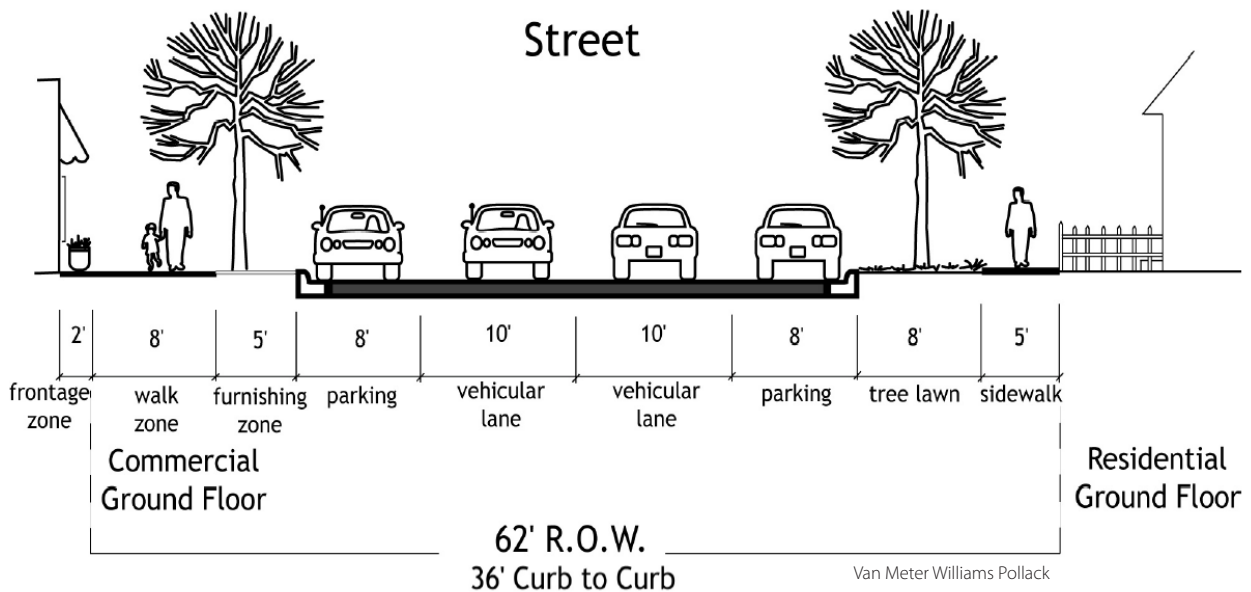 Street
2'
8'
5'
8'
10'
10'
8'
8'
5'
frontage
zone
walk
zone
furnishing
zone
parking
vehicular
lane
vehicular
lane
parking
tree lawn
sidewalk
Commercial
Ground Floor
Residential
Ground Floor
62' R.O.W.
36' Curb to Curb
Van Meter Williams Pollack